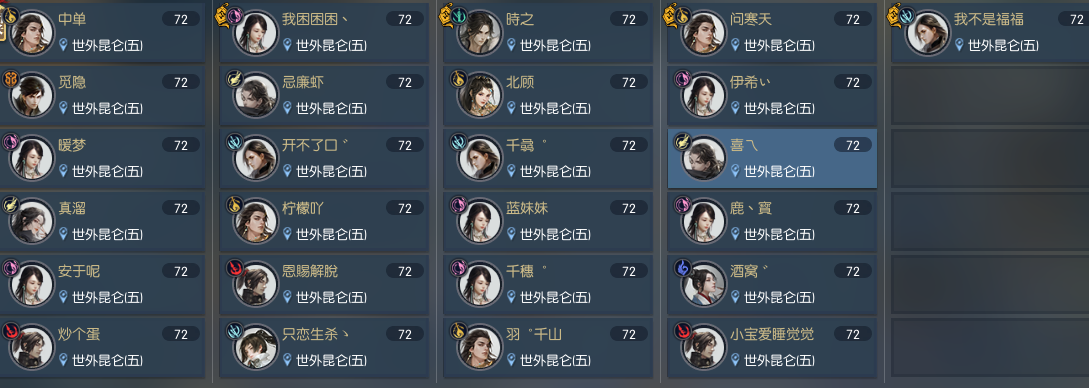 中单 72
世外昆仑(五)
我困困困丶 72
世外昆仑(五)
時之 72
世外昆仑(五)
问寒天 72
世外昆仑(五)
我不是福福 72
世外昆仑(五)
觅隐 72
世外昆仑(五)
忌廉虾 72
世外昆仑(五)
北顾 72
世外昆仑(五)
伊希い 72
世外昆仑(五)
暖梦 72
世外昆仑(五)
开不了口゛ 72
世外昆仑(五)
千骉゜ 72
世外昆仑(五)
喜乁 72
世外昆仑(五)
真溜 72
世外昆仑(五)
柠檬吖 72
世外昆仑(五)
蓝妹妹 72
世外昆仑(五)
鹿丶寳 72
世外昆仑(五)
安于呢 72
世外昆仑(五)
恩赐解脱 72
世外昆仑(五)
千穗゜ 72
世外昆仑(五)
酒窝゛ 72
世外昆仑(五)
炒个蛋 72
世外昆仑(五)
只恋生杀丶 72
世外昆仑(五)
羽゜千山 72
世外昆仑(五)
小宝爱睡觉觉 72
世外昆仑(五)